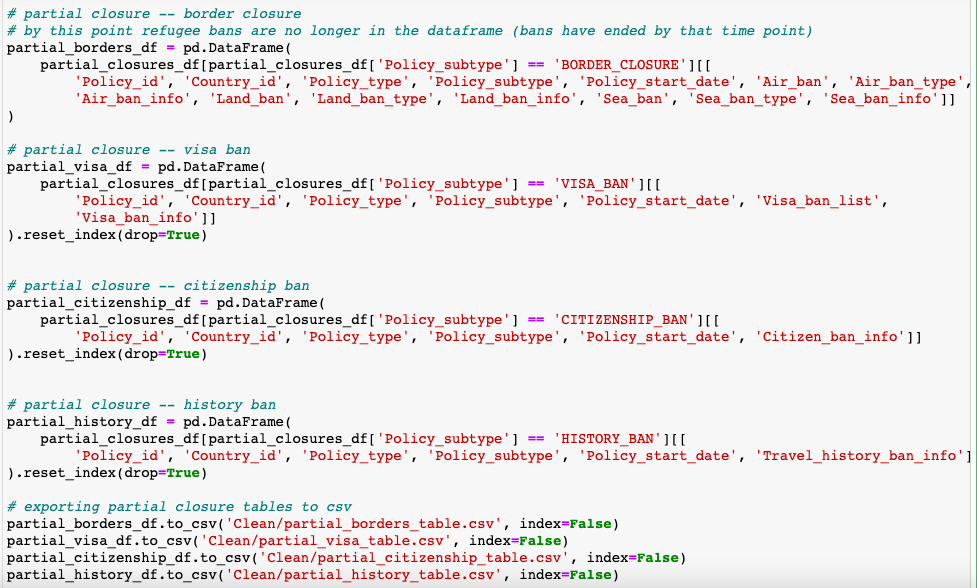 # partial closure -- border closure
# by this point refugee bans are no longer in the dataframe (bans have ended by that time point)
partial_borders_df = pd.DataFrame(
    partial_closures_df[partial_closures_df['Policy_subtype'] == 'BORDER_CLOSURE'][[
        'Policy_id', 'Country_id', 'Policy_type', 'Policy_subtype', 'Policy_start_date', 'Air_ban', 'Air_ban_type',
        'Air_ban_info', 'Land_ban', 'Land_ban_type', 'Land_ban_info', 'Sea_ban', 'Sea_ban_type', 'Sea_ban_info']]
)

# partial closure -- visa ban
partial_visa_df = pd.DataFrame(
    partial_closures_df[partial_closures_df['Policy_subtype'] == 'VISA_BAN'][[
        'Policy_id', 'Country_id', 'Policy_type', 'Policy_subtype', 'Policy_start_date', 'Visa_ban_list',
        'Visa_ban_info']]
).reset_index(drop=True)

# partial closure -- citizenship ban
partial_citizenship_df = pd.DataFrame(
    partial_closures_df[partial_closures_df['Policy_subtype'] == 'CITIZENSHIP_BAN'][[
        'Policy_id', 'Country_id', 'Policy_type', 'Policy_subtype', 'Policy_start_date', 'Citizen_ban_info']]
).reset_index(drop=True)

# partial closure -- history ban
partial_history_df = pd.DataFrame(
    partial_closures_df[partial_closures_df['Policy_subtype'] == 'HISTORY_BAN'][[
        'Policy_id', 'Country_id', 'Policy_type', 'Policy_subtype', 'Policy_start_date', 'Travel_history_ban_info']
).reset_index(drop=True)

# exporting partial closure tables to csv
partial_borders_df.to_csv('Clean/partial_borders_table.csv', index=False)
partial_visa_df.to_csv('Clean/partial_visa_table.csv', index=False)
partial_citizenship_df.to_csv('Clean/partial_citizenship_table.csv', index=False)
partial_history_df.to_csv('Clean/partial_history_table.csv', index=False)